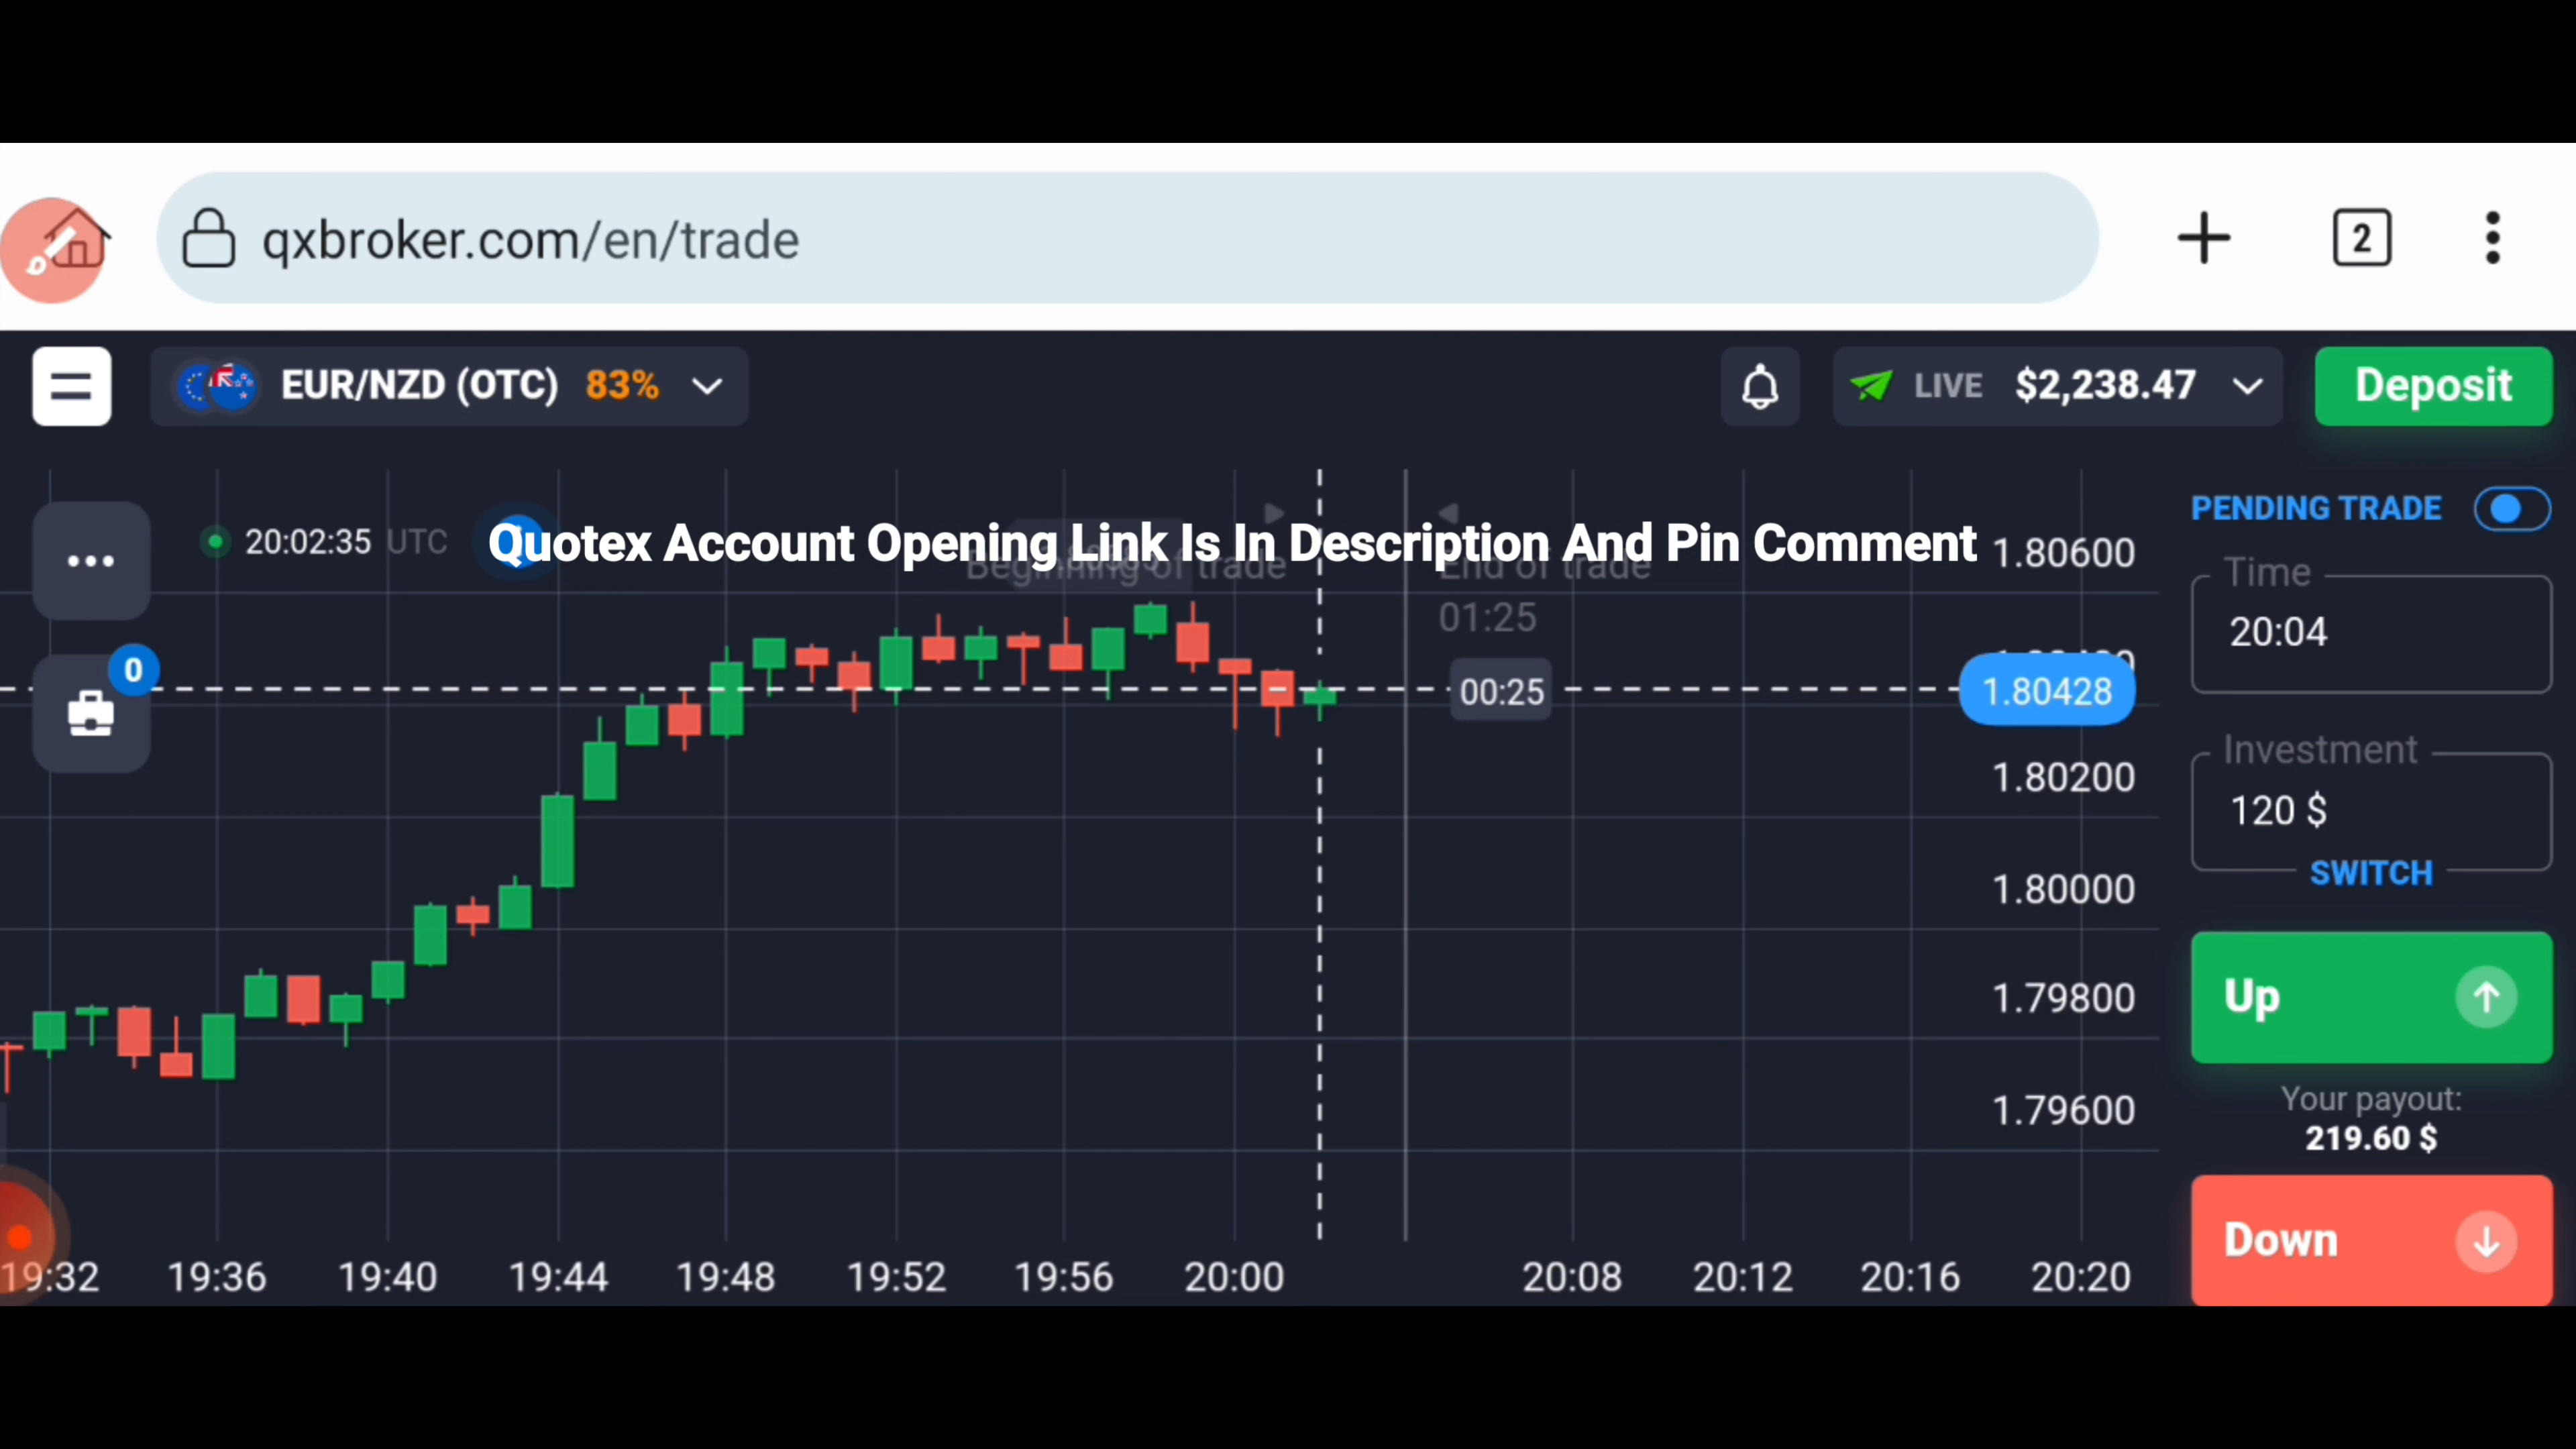 qxbroker.com/en/trade
2
EUR/NZD (OTC) 83%
LIVE $2,238.47
Deposit
20:02:35 UTC
Quotex Account Opening Link Is In Description And Pin Comment
Beginning of trade
End of trade
01:25
0
00:25
1.80600
1.80428
1.80200
1.80000
1.79800
1.79600
PENDING TRADE
Time
20:04
Investment
120 $
SWITCH
Up
Your payout:
219.60 $
Down
19:32 19:36 19:40 19:44 19:48 19:52 19:56 20:00 20:08 20:12 20:16 20:20